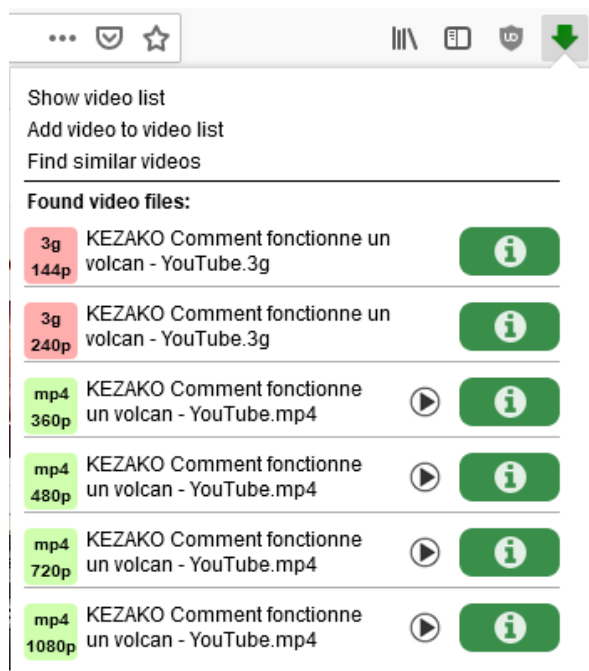 Show video list
Add video to video list
Find similar videos
Found video files:
3g
144p
KEZAKO Comment fonctionne un
volcan - YouTube.3g
3g
240p
KEZAKO Comment fonctionne un
volcan - YouTube.3g
mp4
360p
KEZAKO Comment fonctionne
un volcan - YouTube.mp4
mp4
480p
KEZAKO Comment fonctionne
un volcan - YouTube.mp4
mp4
720p
KEZAKO Comment fonctionne
un volcan - YouTube.mp4
mp4
1080p
KEZAKO Comment fonctionne
un volcan - YouTube.mp4